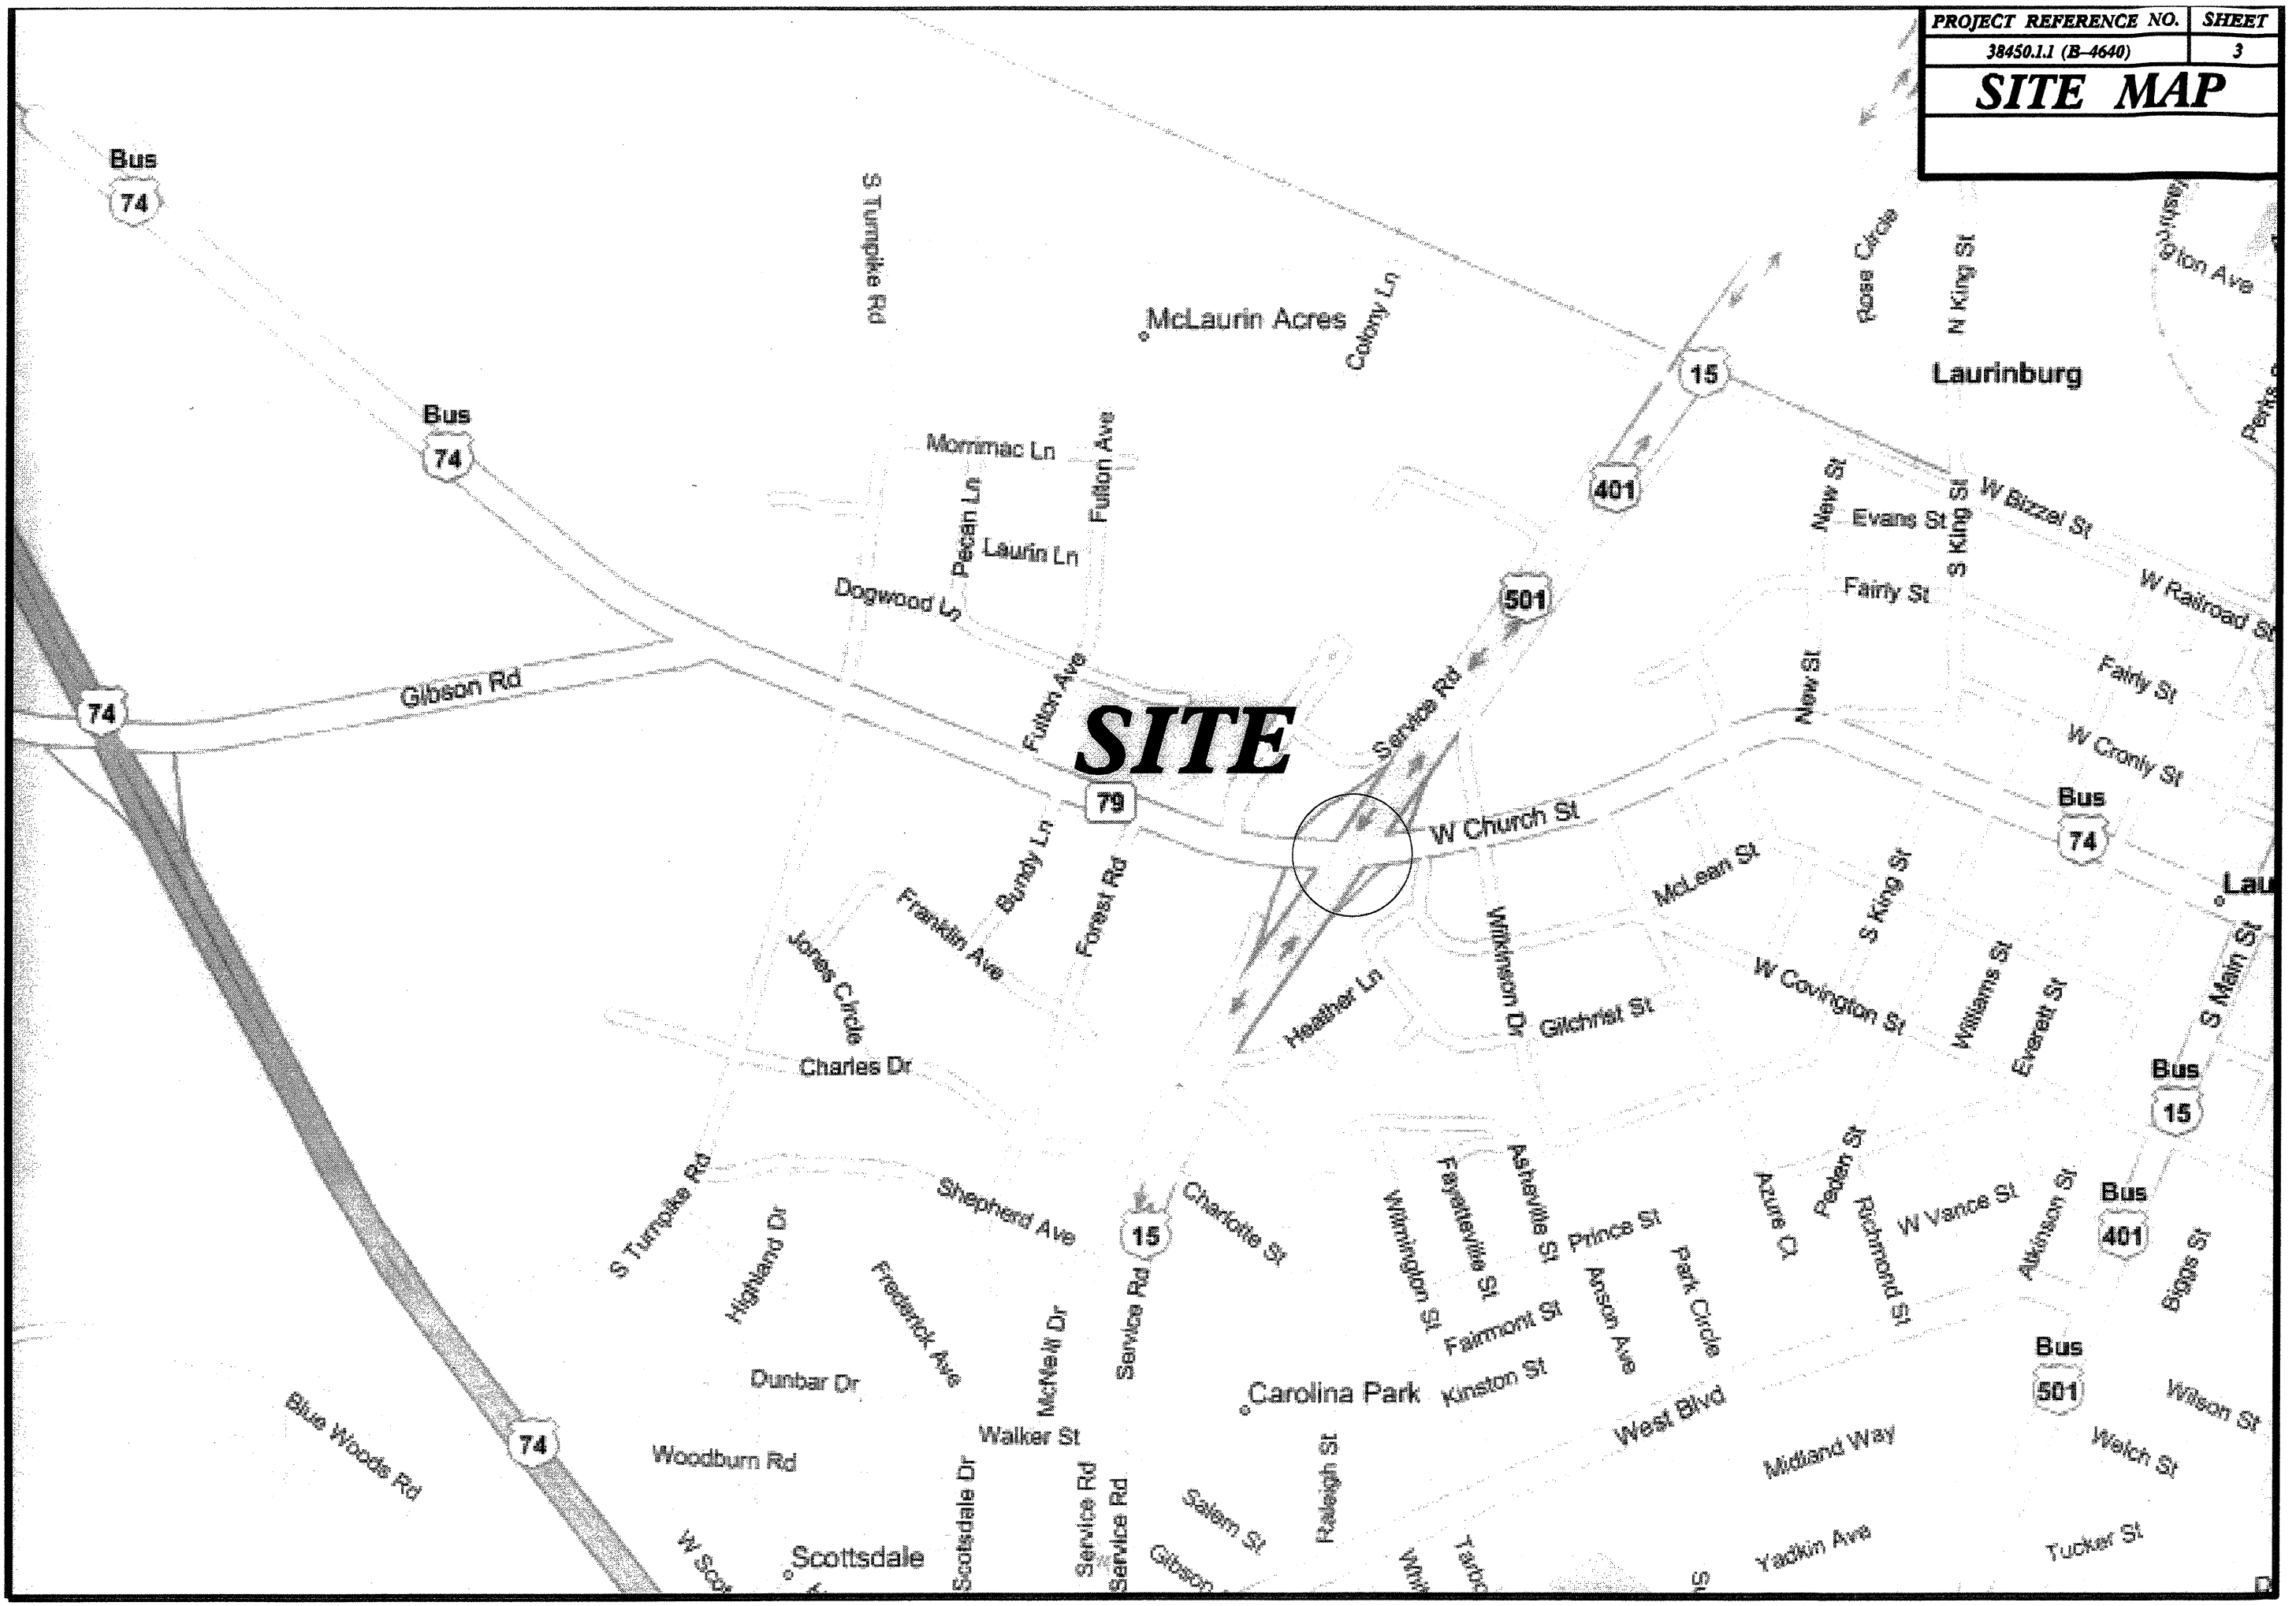 PROJECT REFERENCE NO. SHEET
38450.1.1 (B-4640) 3
SITE MAP
Bus
74
S Turnpike Rd
Rose Circle
N King St
McLaurin Acres
Colony Ln
15
Laurinburg
Bus
74
Morrimac Ln
Fulton Ave
401
New St
Evans St
S King St
W Bizzel St
Pecan Ln
Laurin Ln
Dogwood Ln
501
Fairly St
W Railroad St
74
Gibson Rd
Fulton Ave
Service Rd
New St
Fairly St
SITE
W Cronly St
79
W Church St
Bus
74
Bundy Ln
Forest Rd
McLean St
S King St
Lau
Franklin Ave
Jones Circle
Wilkinson Dr
W Covington St
Williams St
Everett St
S Main St
Heather Ln
Gilchrist St
Charles Dr
Bus
15
S Turnpike Rd
Highland Dr
Shepherd Ave
15
Charlotte St
Wilmington St
Fayetteville St
Asheville St
Prince St
Azure Ct
Peden St
Richmond St
W Vance St
Atkinson St
Bus
401
Biggs St
Frederick Ave
McNeill Dr
Service Rd
Fairmont St
Anson Ave
Park Circle
Bus
501
Blue Woods Rd
Dunbar Dr
Carolina Park
Kinston St
West Blvd
Wilson St
74
Woodburn Rd
Walker St
Midland Way
Welch St
Scotsdale Dr
Service Rd
Service Rd
Salem St
Raleigh St
W Scot
Scottsdale
Gibson
Yadkin Ave
Tucker St